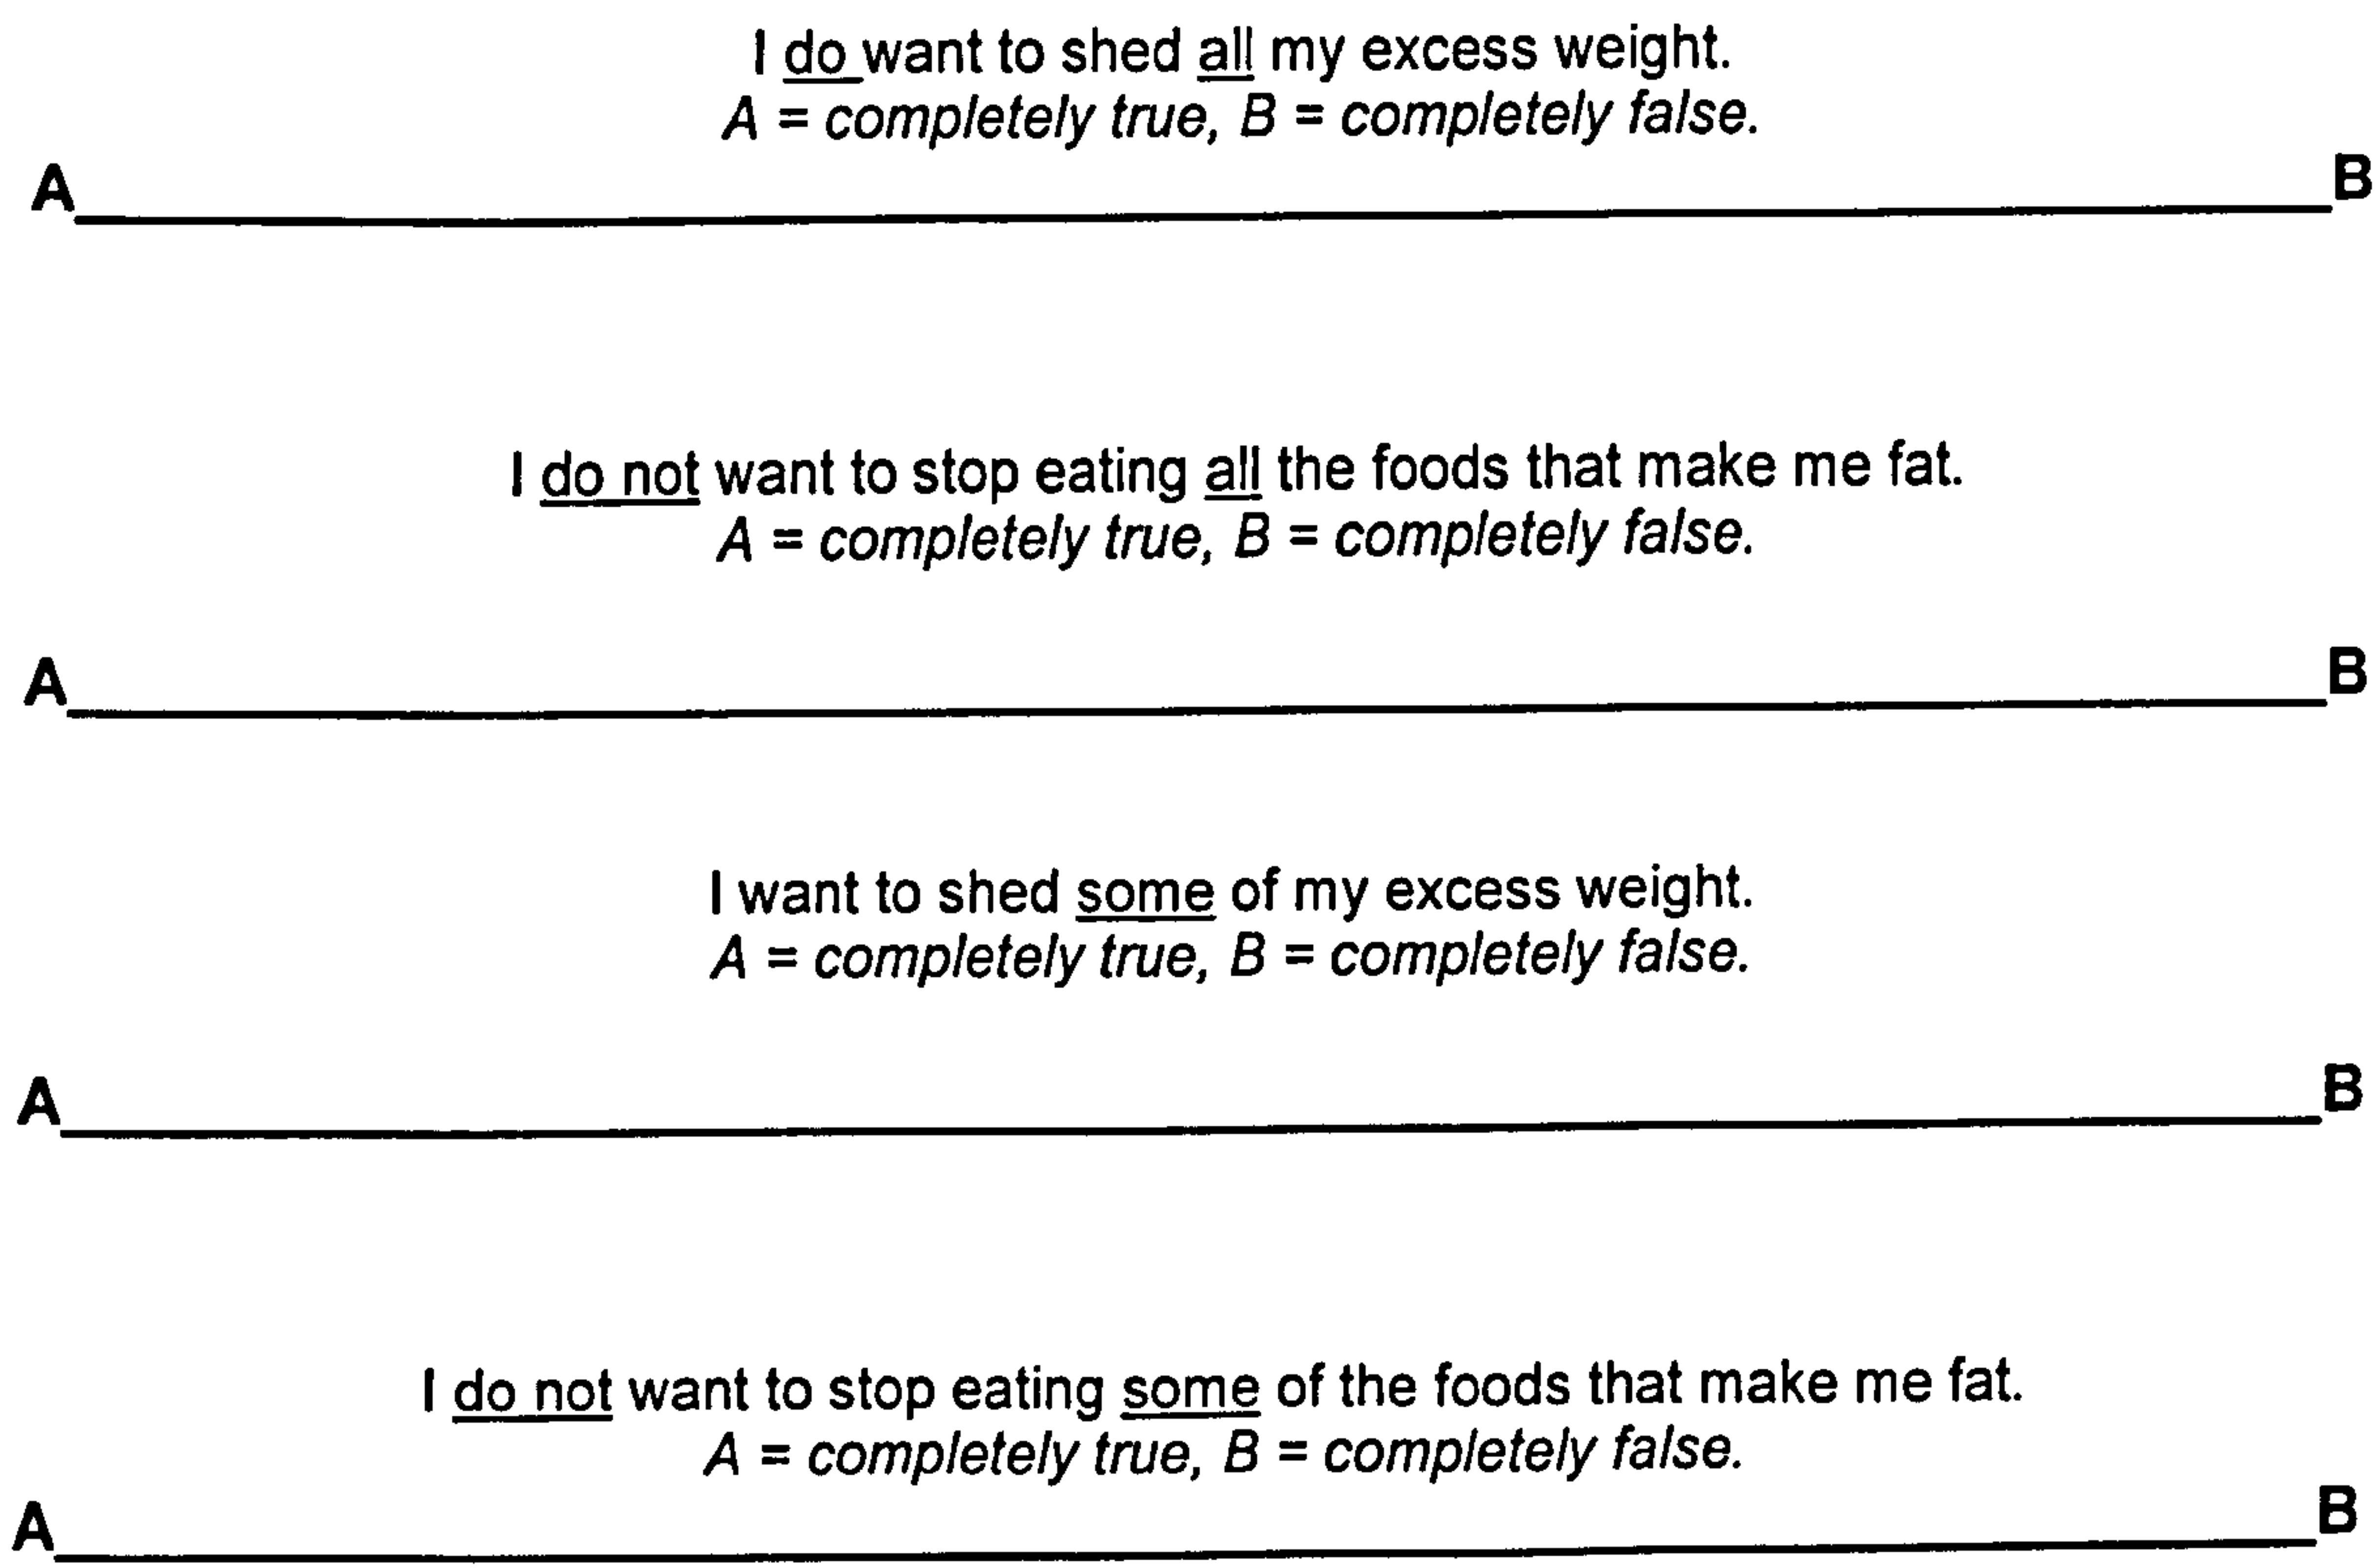 I do want to shed all my excess weight.
A = completely true, B = completely false.
A B
I do not want to stop eating all the foods that make me fat.
A = completely true, B = completely false.
A B
I want to shed some of my excess weight.
A = completely true, B = completely false.
A B
I do not want to stop eating some of the foods that make me fat.
A = completely true, B = completely false.
A B